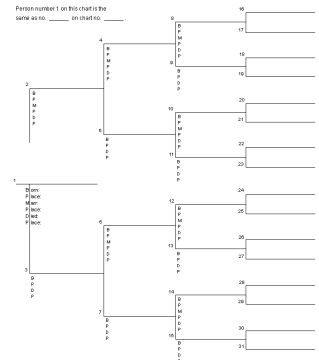 Person number 1 on this chart is the
same as no. ______ on chart no. ______.
16
8
17
B
P
M
P
D
P
4
18
B
P
M
P
D
P
9
19
B
P
D
P
2
20
B
P
M
P
D
P
10
21
B
P
M
P
D
P
5
22
B
P
D
P
11
23
B
P
D
P
1
24
Born:
Place:
Marr:
Place:
Died:
Place:
12
25
B
P
M
P
D
P
6
26
B
P
M
P
D
P
13
27
B
P
D
P
3
28
B
P
D
P
14
29
B
P
M
P
D
P
7
30
B
P
D
P
15
31
B
P
D
P